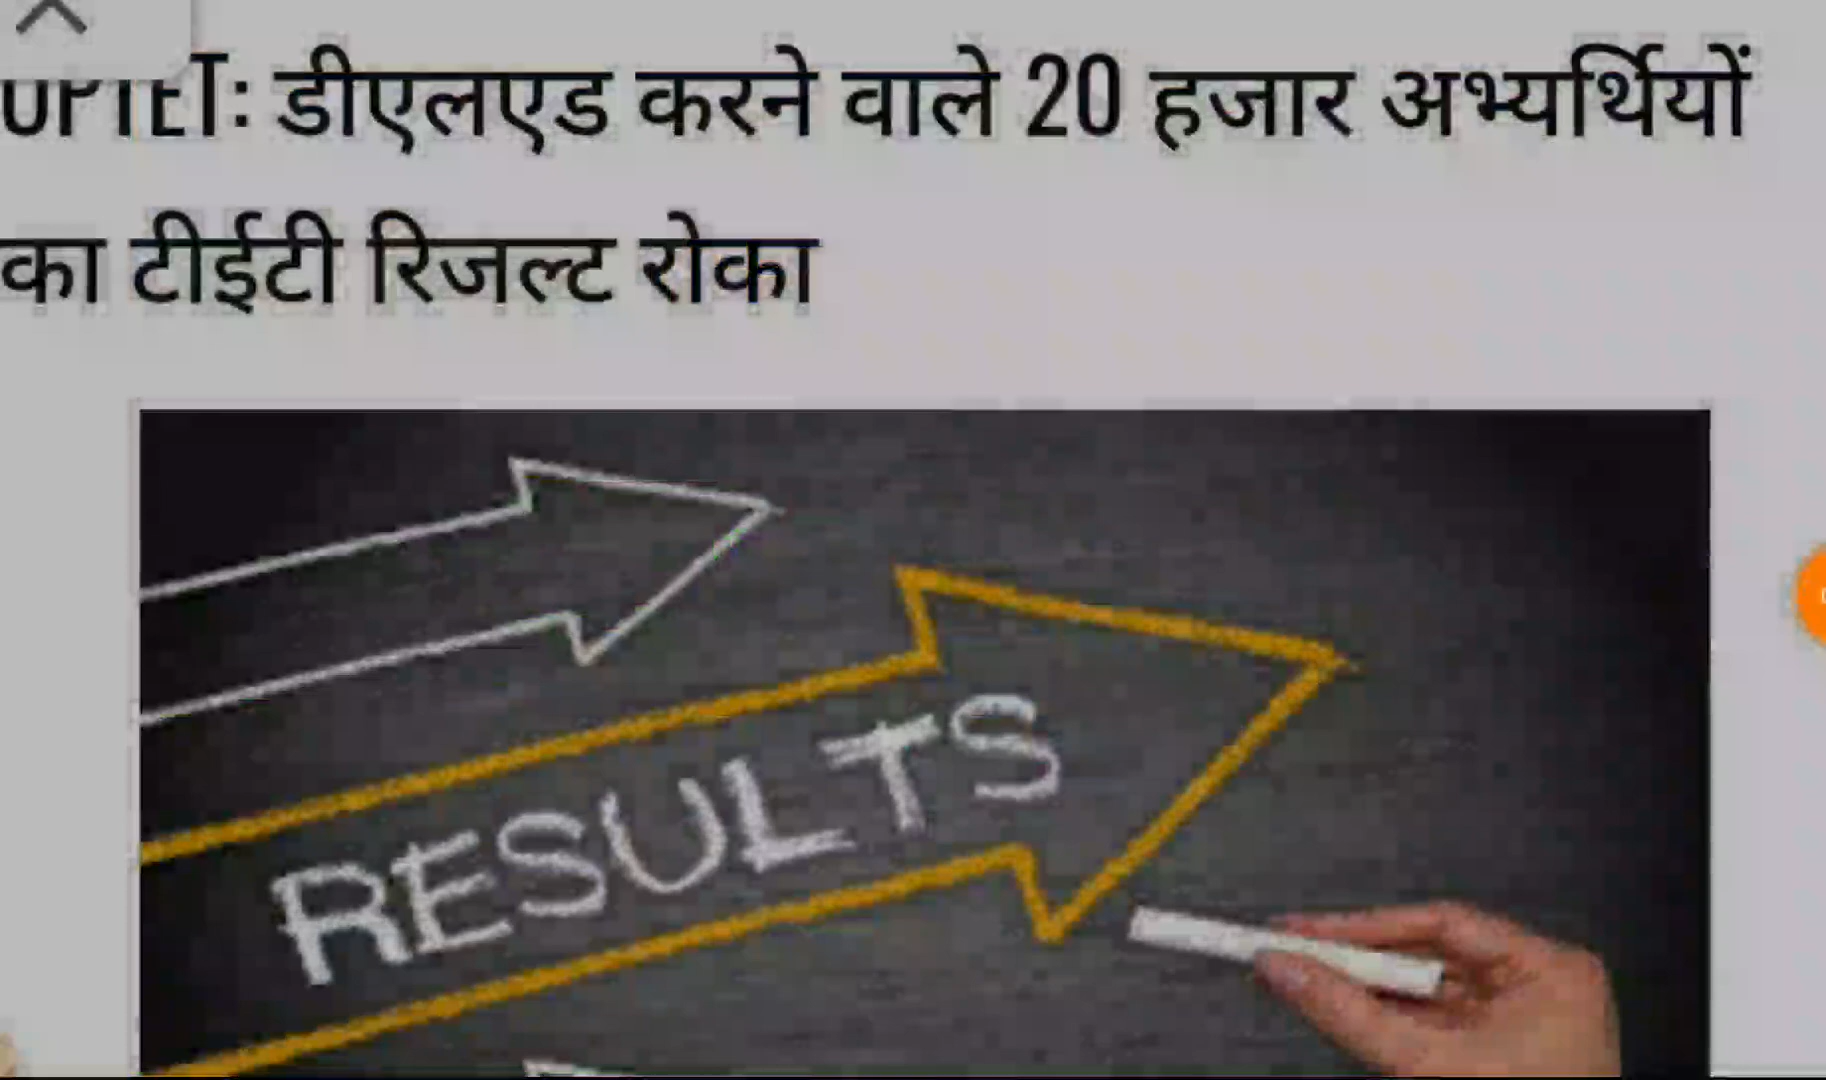 UPTET: डीएलएड करने वाले 20 हजार अभ्यर्थियों
का टीईटी रिजल्ट रोका
RESULTS